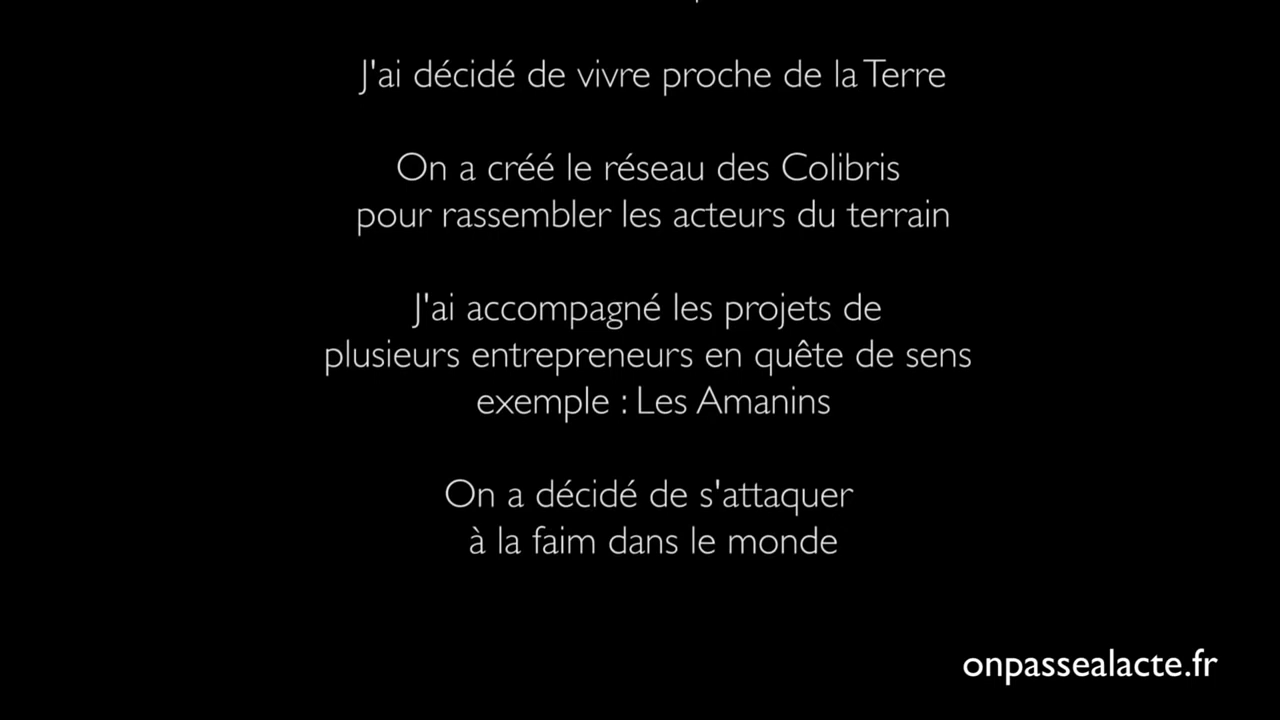 J'ai décidé de vivre proche de la Terre
On a créé le réseau des Colibris
pour rassembler les acteurs du terrain
J'ai accompagné les projets de
plusieurs entrepreneurs en quête de sens
exemple : Les Amanins
On a décidé de s'attaquer
à la faim dans le monde
onpassealacte.fr